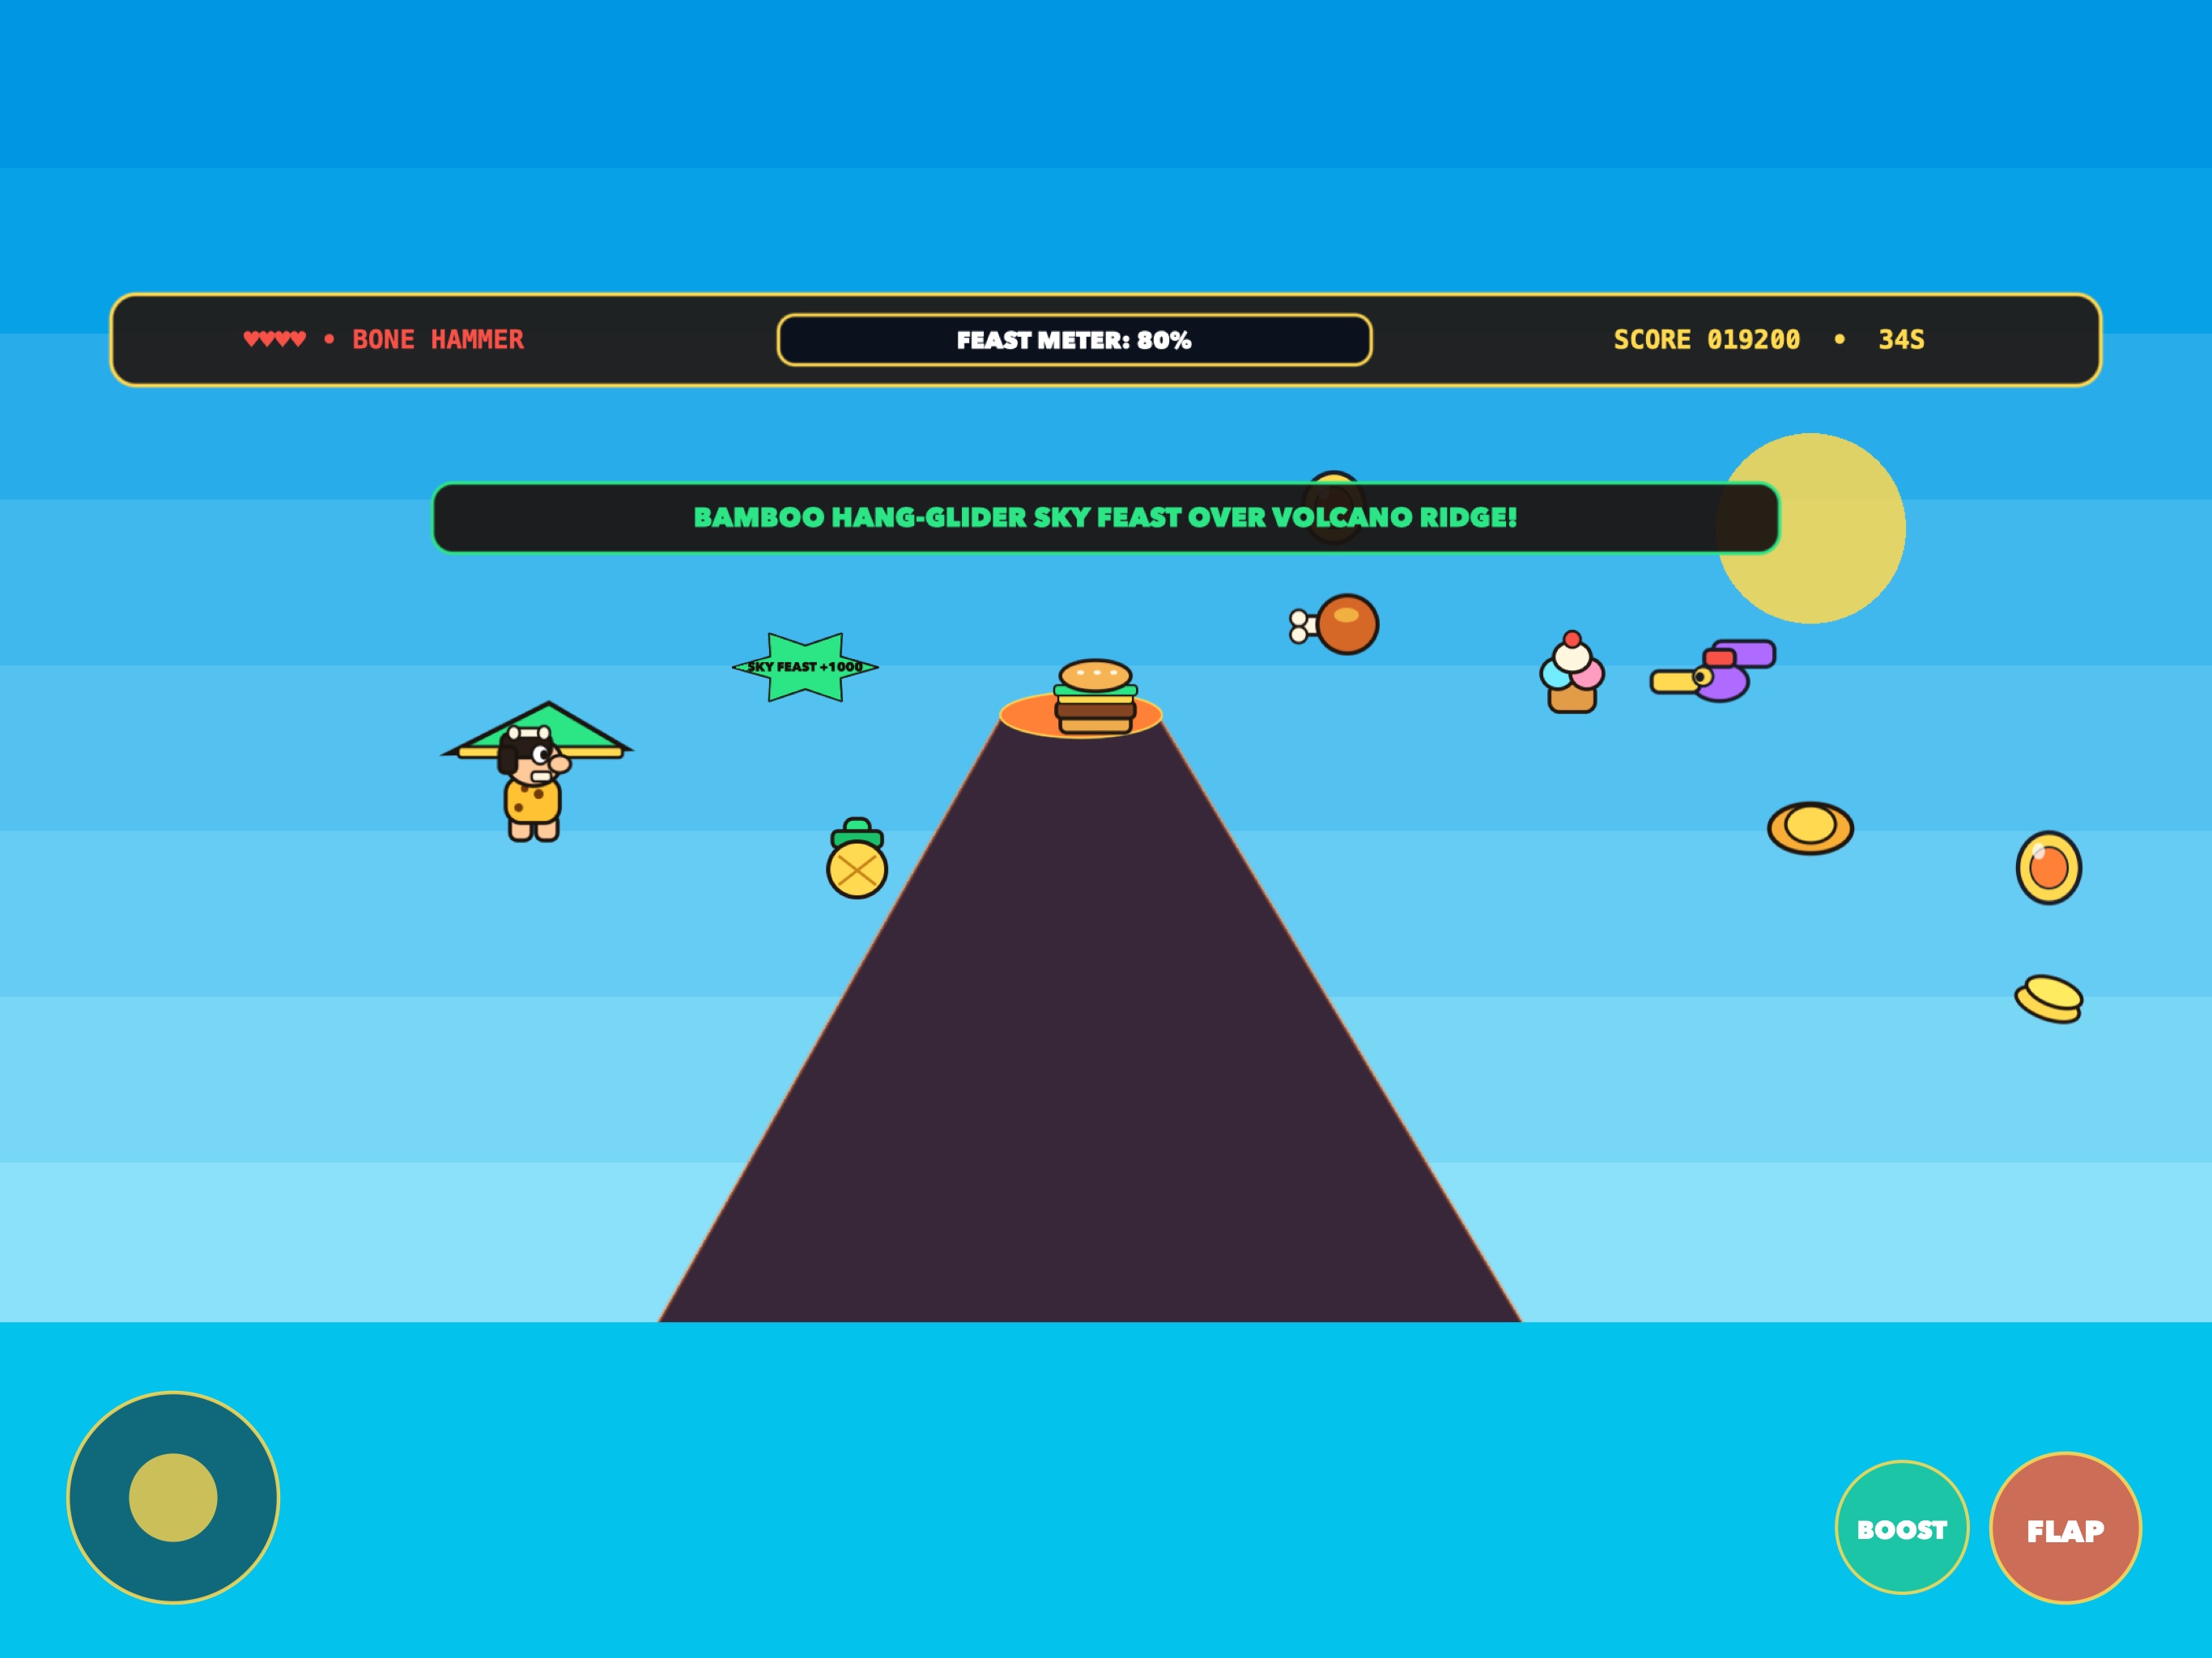 ♥♥♥♥ • BONE HAMMER
FEAST METER: 80%
SCORE 019200 • 34S
BAMBOO HANG-GLIDER SKY FEAST OVER VOLCANO RIDGE!
SKY FEAST +1000
BOOST
FLAP